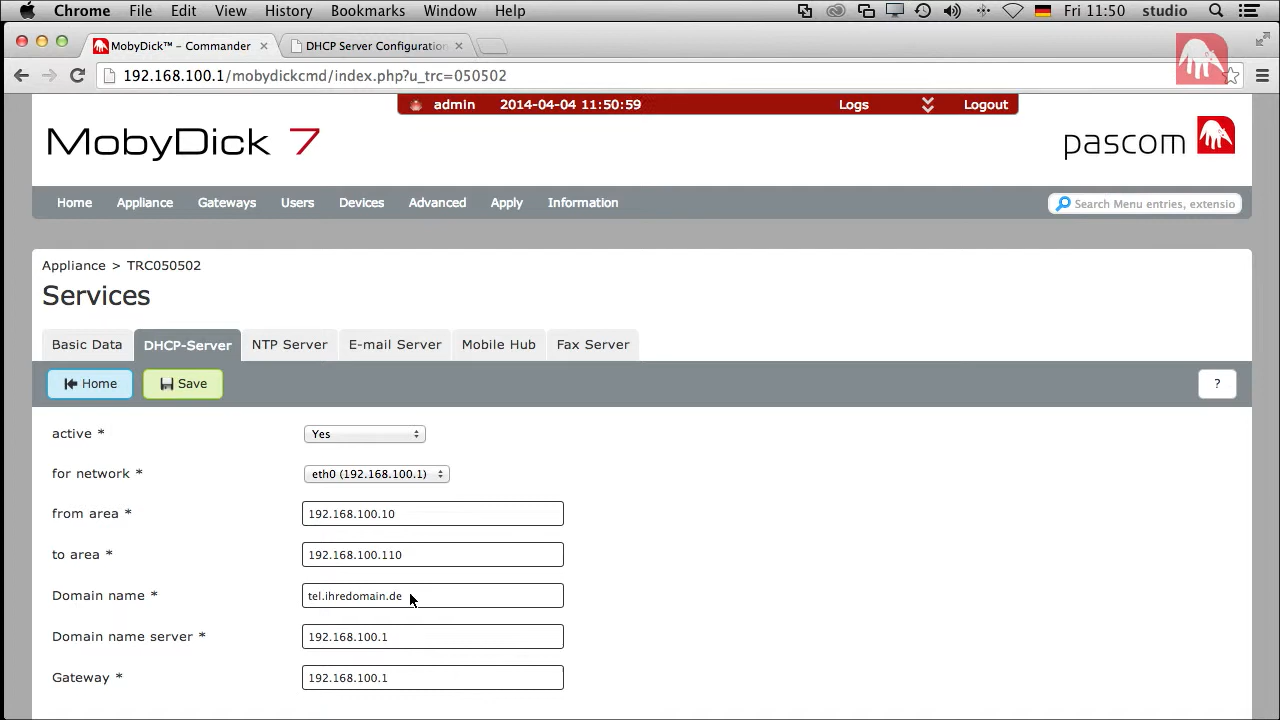 Chrome File Edit View History Bookmarks Window Help Fri 11:50 studio
MobyDick™ – Commander DHCP Server Configuration
192.168.100.1/mobydickcmd/index.php?u_trc=050502
admin 2014-04-04 11:50:59 Logs Logout
MobyDick 7 pascom
Home Appliance Gateways Users Devices Advanced Apply Information Search Menu entries, extensio
Appliance > TRC050502
Services
Basic Data DHCP-Server NTP Server E-mail Server Mobile Hub Fax Server
Home Save ?
active * Yes
for network * eth0 (192.168.100.1)
from area * 192.168.100.10
to area * 192.168.100.110
Domain name * tel.ihredomain.de
Domain name server * 192.168.100.1
Gateway * 192.168.100.1